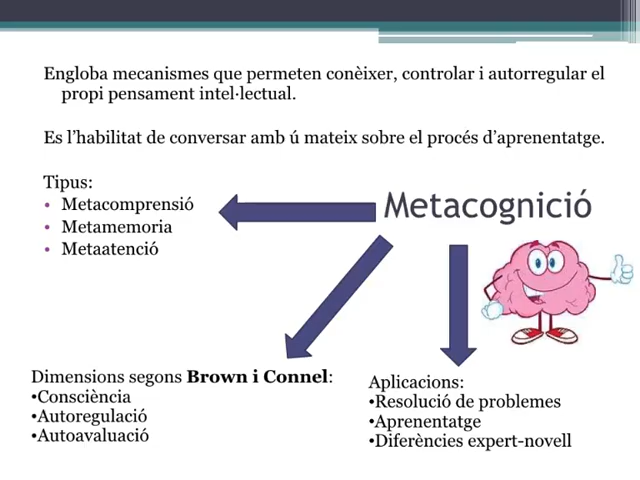 Engloba mecanismes que permeten conèixer, controlar i autorregular el
propi pensament intel·lectual.
Es l’habilitat de conversar amb ú mateix sobre el procés d’aprenentatge.
Tipus:
• Metacomprensió
• Metamemoria
• Metaatenció
Metacognició
Dimensions segons Brown i Connel:
•Consciència
•Autoregulació
•Autoavaluació
Aplicacions:
•Resolució de problemes
•Aprenentatge
•Diferències expert-novell